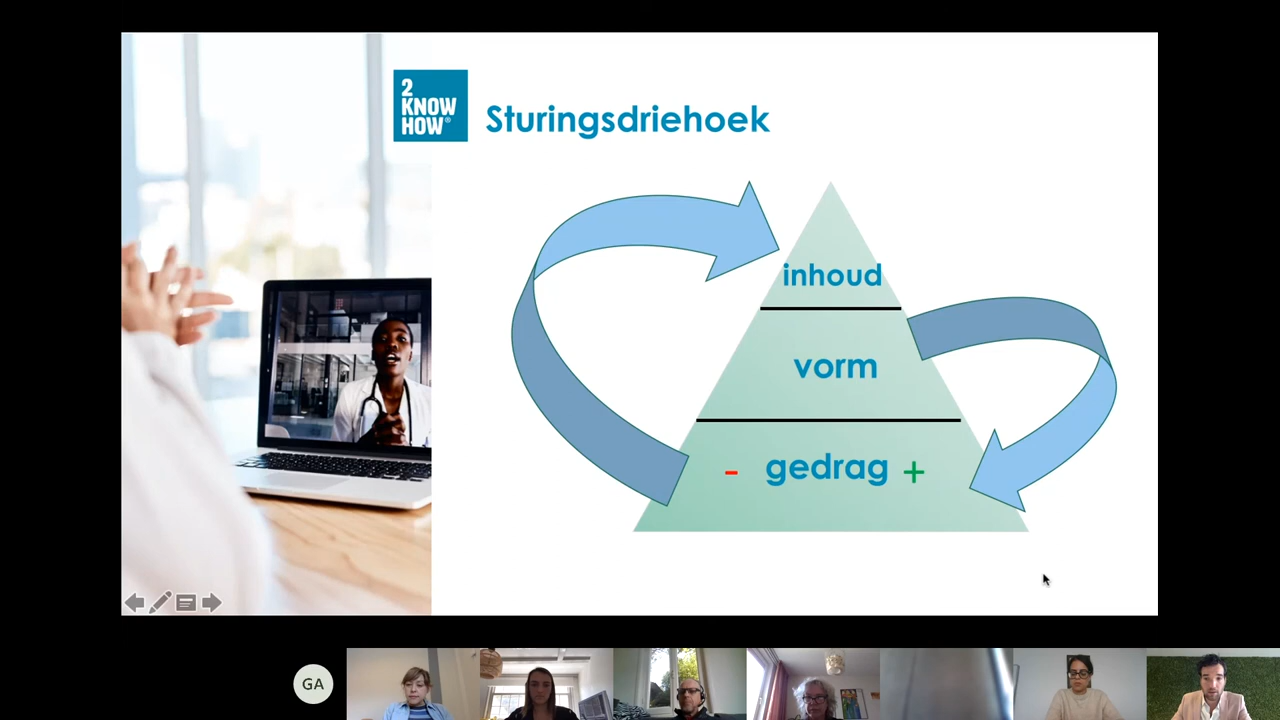 2
KNOW
HOW®
Sturingsdriehoek
inhoud
vorm
- gedrag +
GA